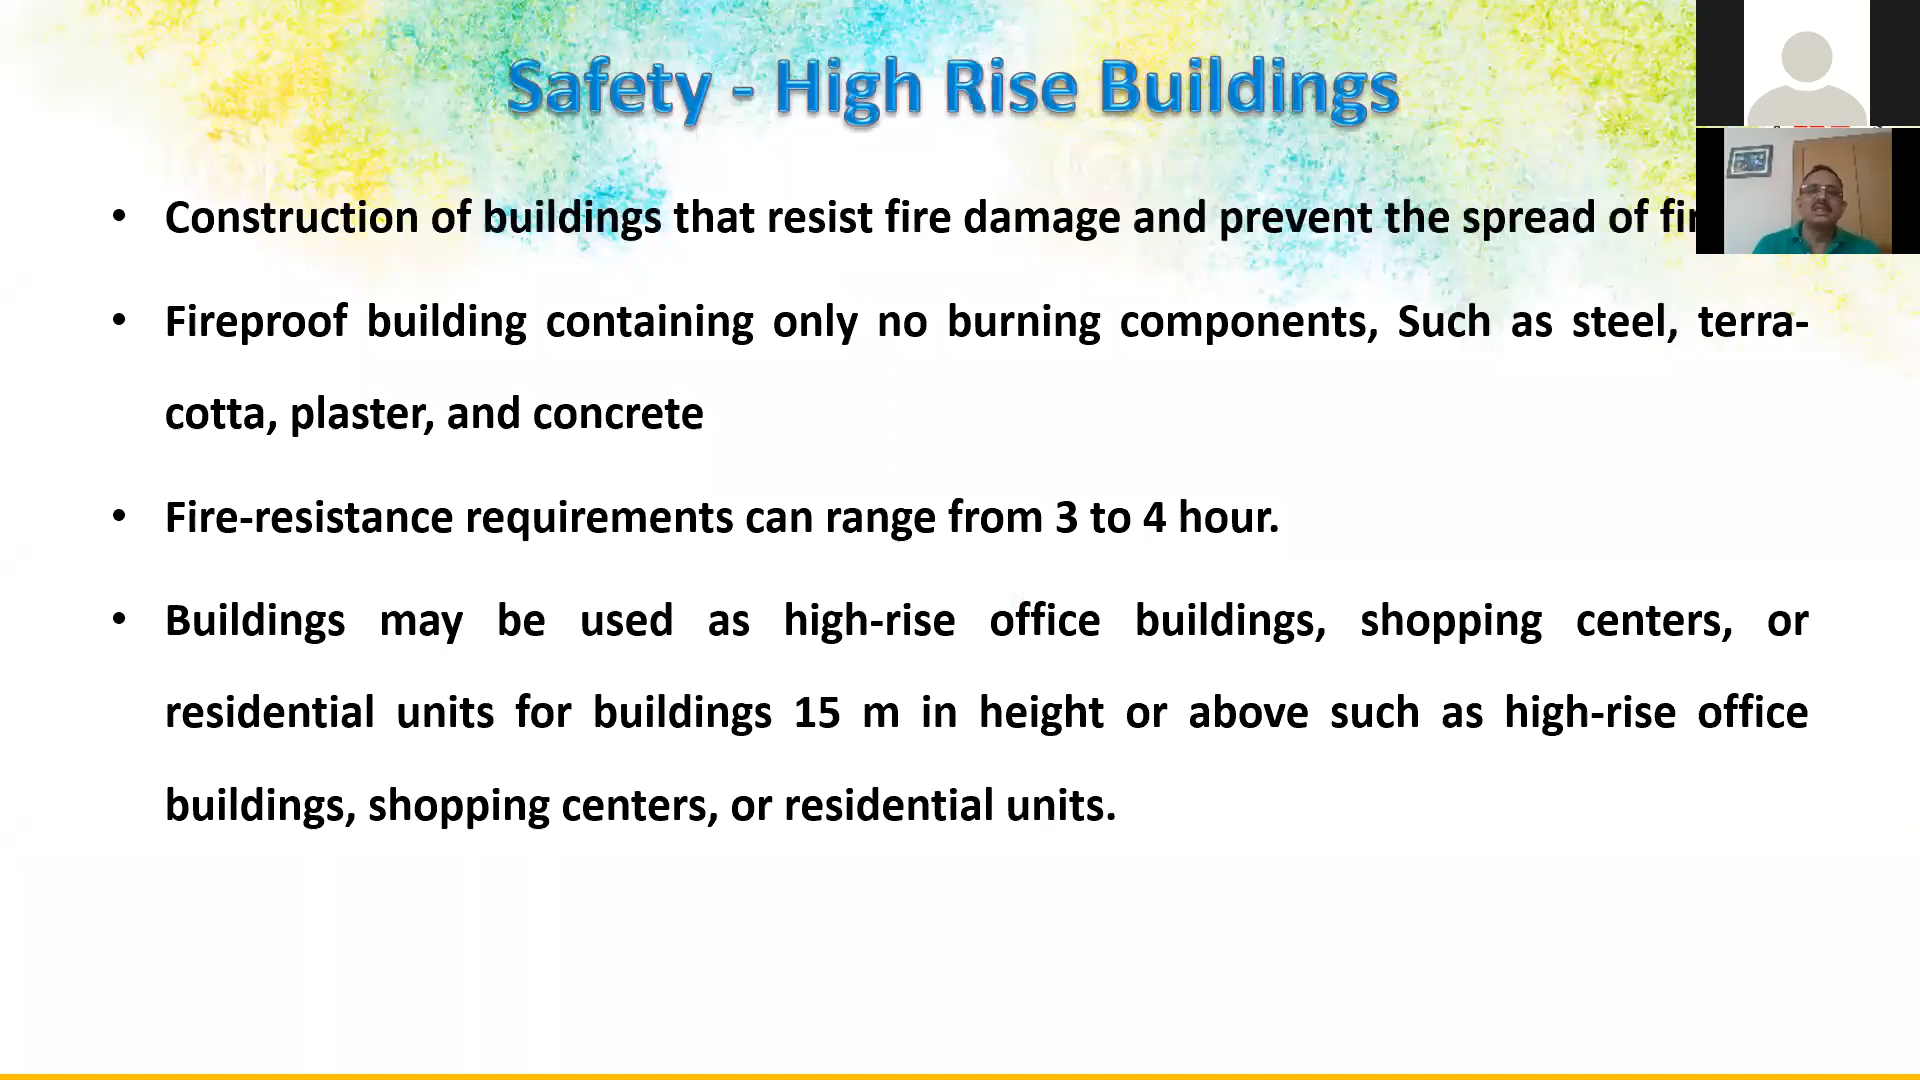 Safety - High Rise Buildings
• Construction of buildings that resist fire damage and prevent the spread of
• Fireproof building containing only no burning components, Such as steel, terra-
cotta, plaster, and concrete
• Fire-resistance requirements can range from 3 to 4 hour.
• Buildings may be used as high-rise office buildings, shopping centers, or
residential units for buildings 15 m in height or above such as high-rise office
buildings, shopping centers, or residential units.